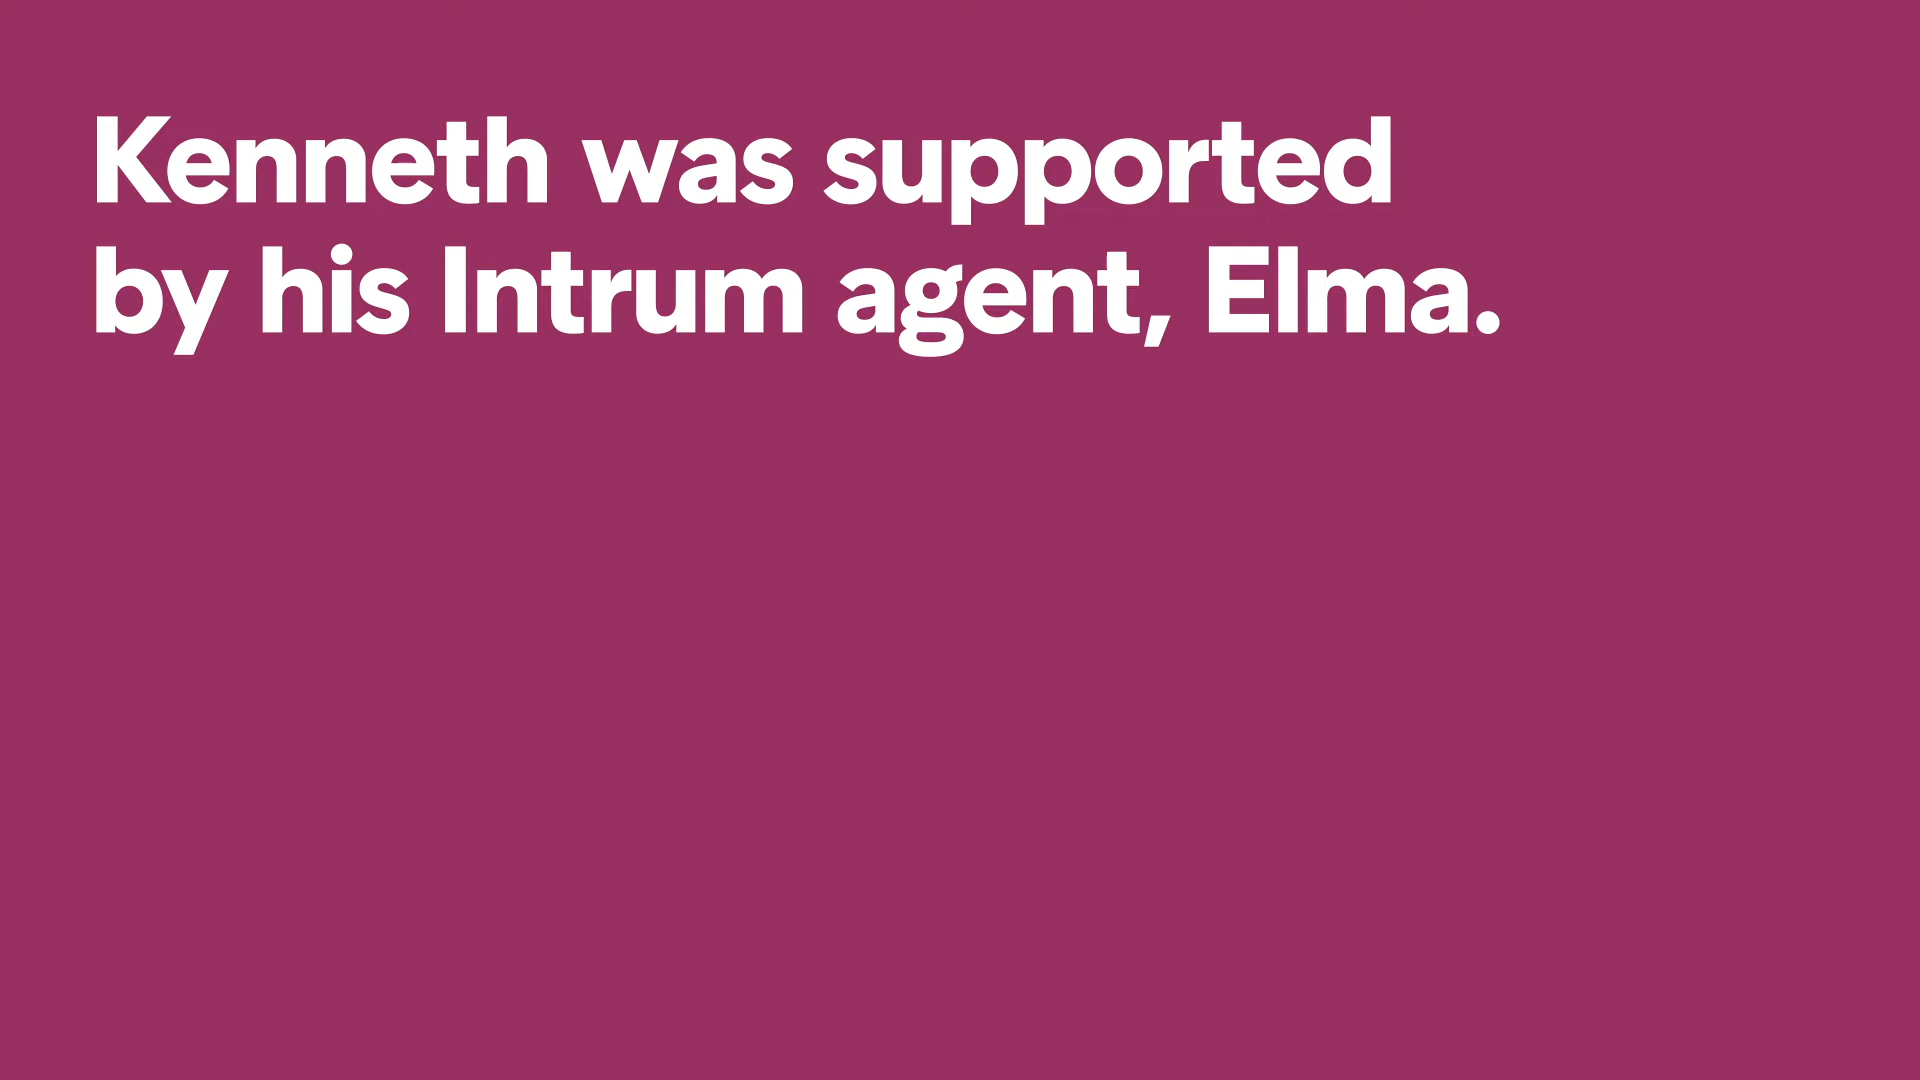 Kenneth was supported
by his Intrum agent, Elma.